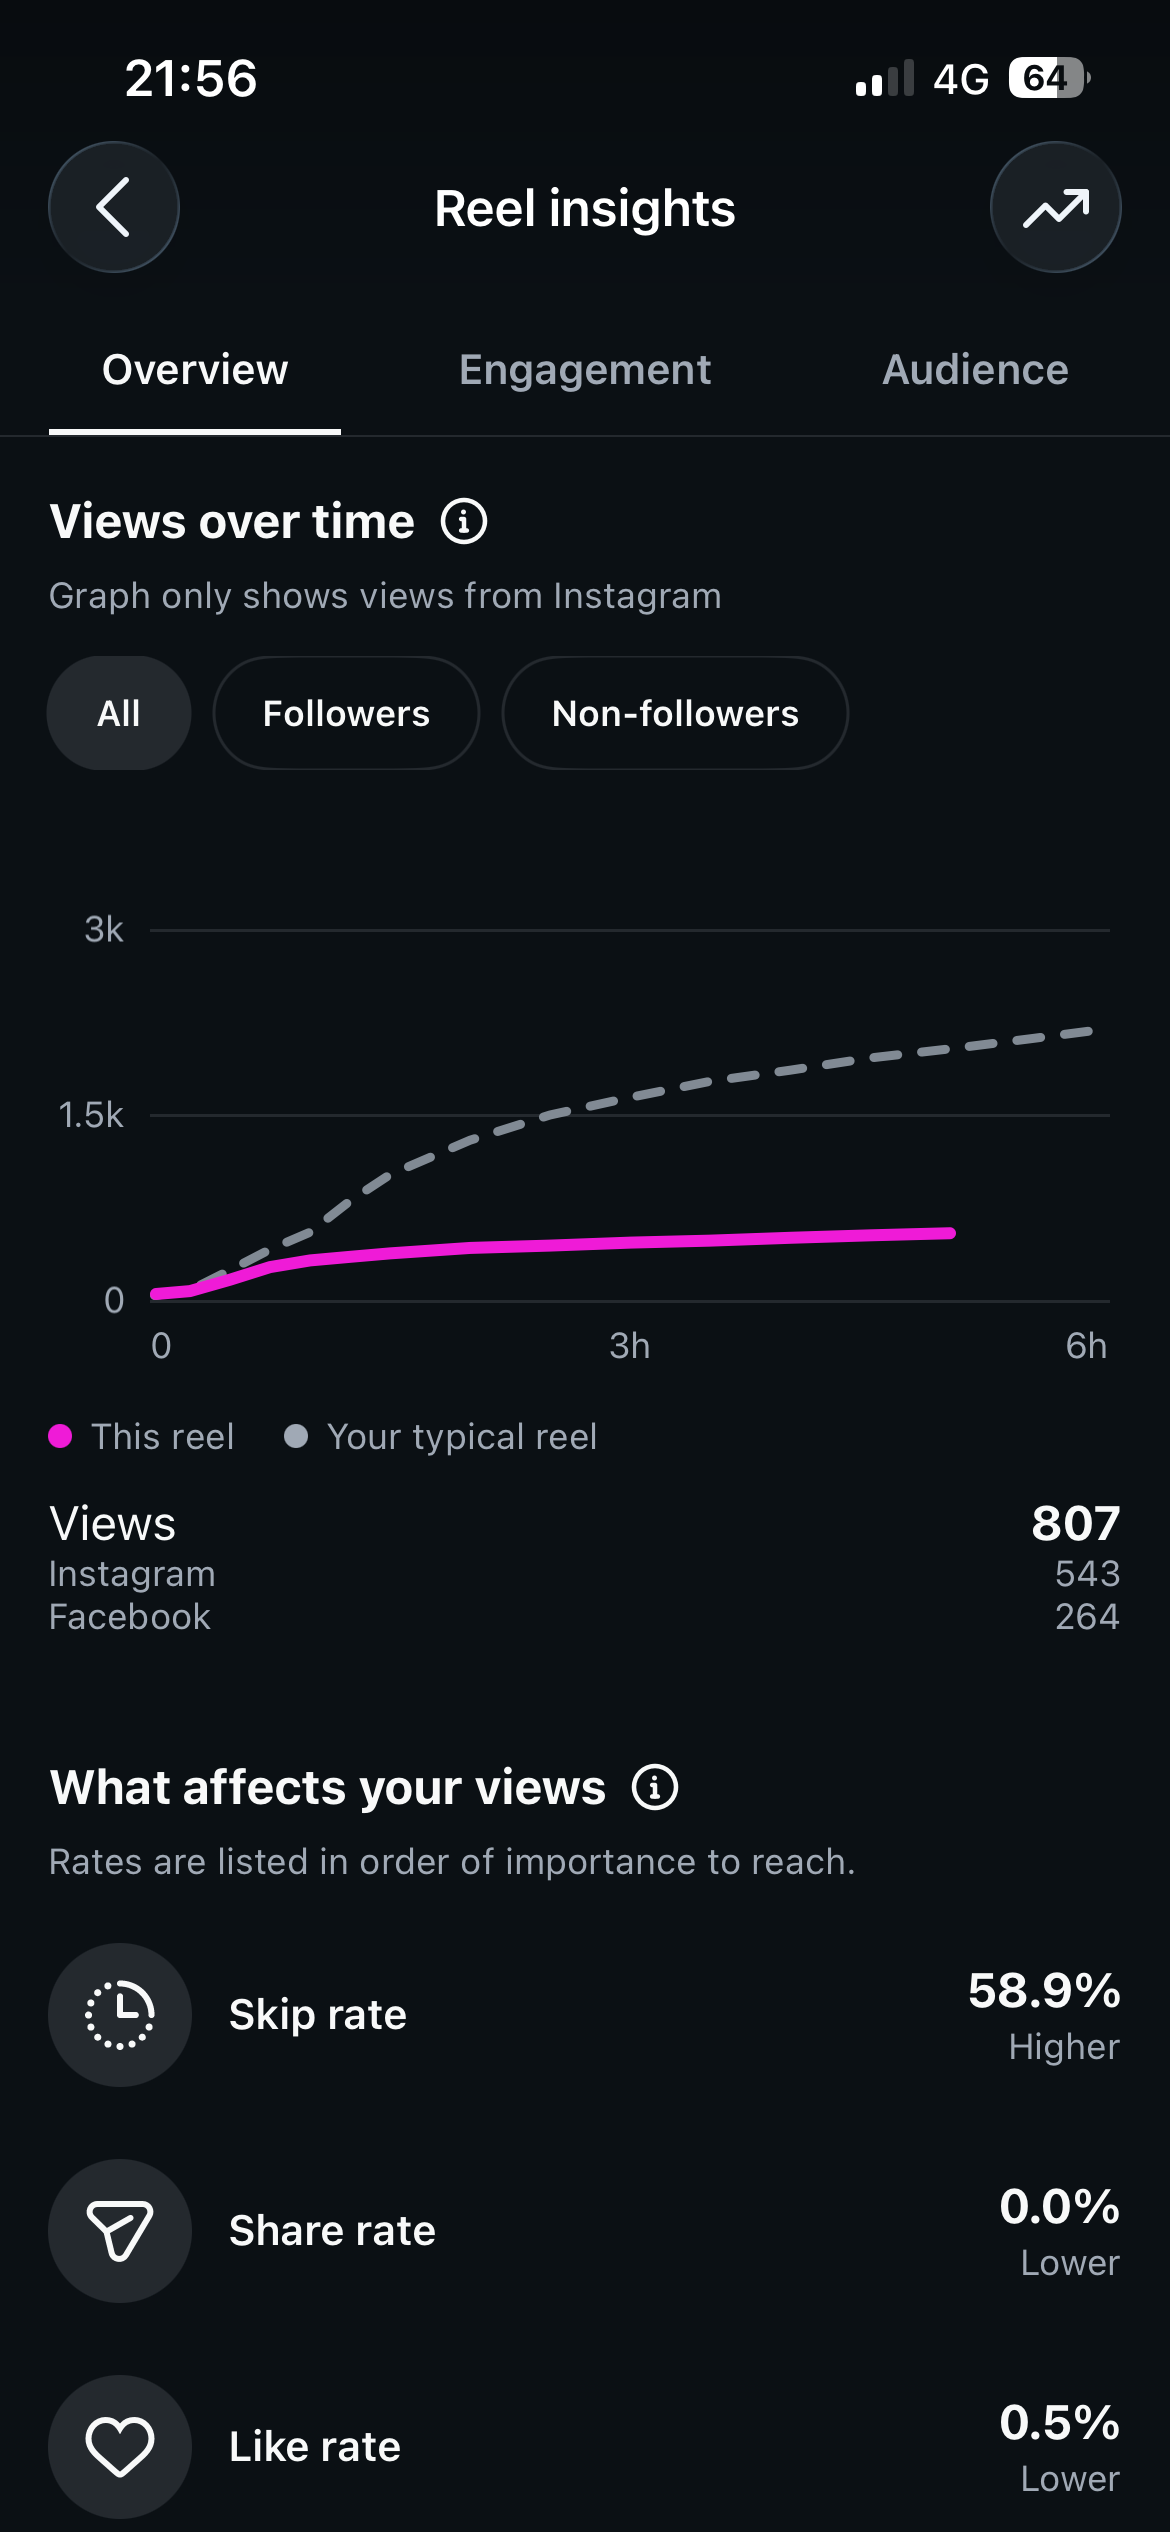 21:56
4G 64
Reel insights
Overview Engagement Audience
Views over time
Graph only shows views from Instagram
All Followers Non-followers
3k
1.5k
0
0 3h 6h
This reel Your typical reel
Views 807
Instagram 543
Facebook 264
What affects your views
Rates are listed in order of importance to reach.
Skip rate 58.9%
Higher
Share rate 0.0%
Lower
Like rate 0.5%
Lower